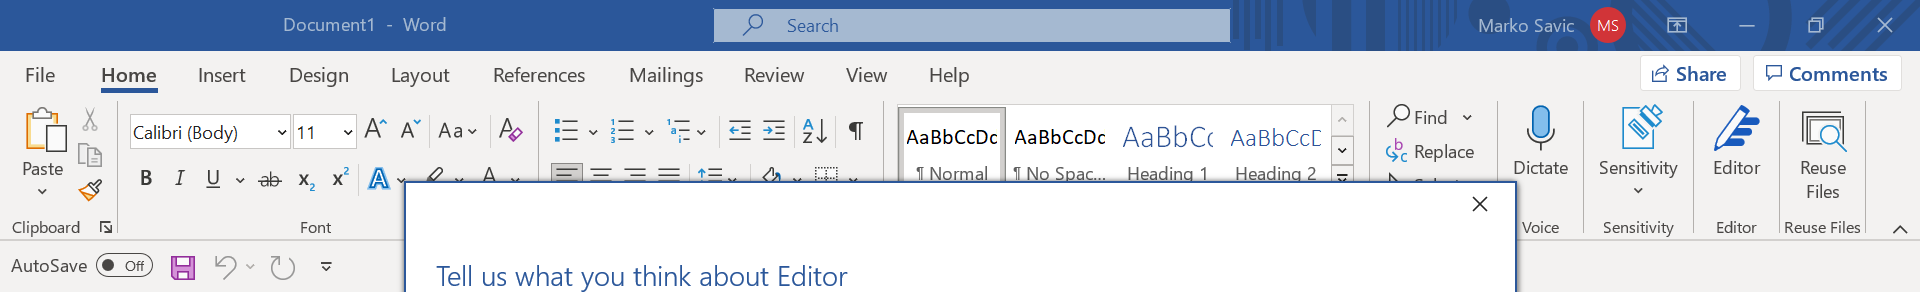 Document1 - Word
Search
Marko Savic MS
File Home Insert Design Layout References Mailings Review View Help
Share Comments
Calibri (Body) 11 Aa
Paste
B I U ab x2 x2 A A
AaBbCcDc AaBbCcDc AaBbCc AaBbCcD
¶ Normal ¶ No Spac... Heading 1 Heading 2
Find
Replace
Dictate
Sensitivity
Editor
Reuse Files
Clipboard Font Voice Sensitivity Editor Reuse Files
AutoSave Off
Tell us what you think about Editor